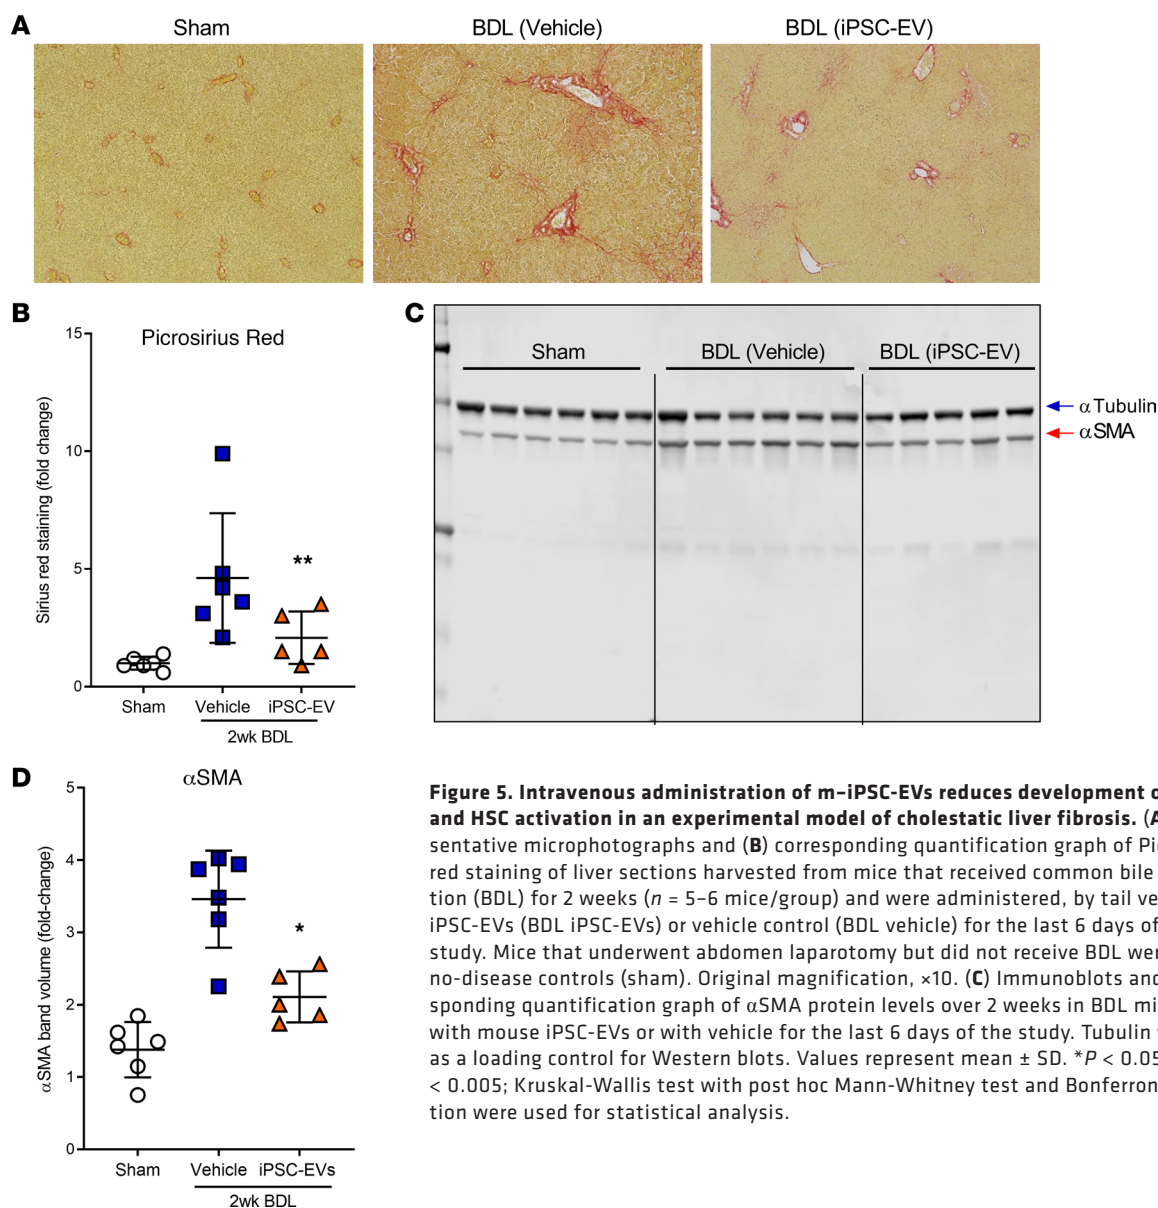 A
Sham
BDL (Vehicle)
BDL (iPSC-EV)
B
Picrosirius Red
Sirius red staining (fold change)
15
10
5
0
**
Sham
Vehicle
iPSC-EV
2wk BDL
C
Sham
BDL (Vehicle)
BDL (iPSC-EV)
α Tubulin
αSMA
D
αSMA
αSMA band volume (fold-change)
5
4
3
2
1
0
*
Sham
Vehicle
iPSC-EVs
2wk BDL
Figure 5. Intravenous administration of m–iPSC-EVs reduces development o
and HSC activation in an experimental model of cholestatic liver fibrosis. (A
sentative microphotographs and (B) corresponding quantification graph of Pi
red staining of liver sections harvested from mice that received common bile
tion (BDL) for 2 weeks (n = 5–6 mice/group) and were administered, by tail ve
iPSC-EVs (BDL iPSC-EVs) or vehicle control (BDL vehicle) for the last 6 days of
study. Mice that underwent abdomen laparotomy but did not receive BDL wer
no-disease controls (sham). Original magnification, ×10. (C) Immunoblots and
sponding quantification graph of αSMA protein levels over 2 weeks in BDL mi
with mouse iPSC-EVs or with vehicle for the last 6 days of the study. Tubulin
as a loading control for Western blots. Values represent mean ± SD. *P < 0.05
< 0.005; Kruskal-Wallis test with post hoc Mann-Whitney test and Bonferron
tion were used for statistical analysis.